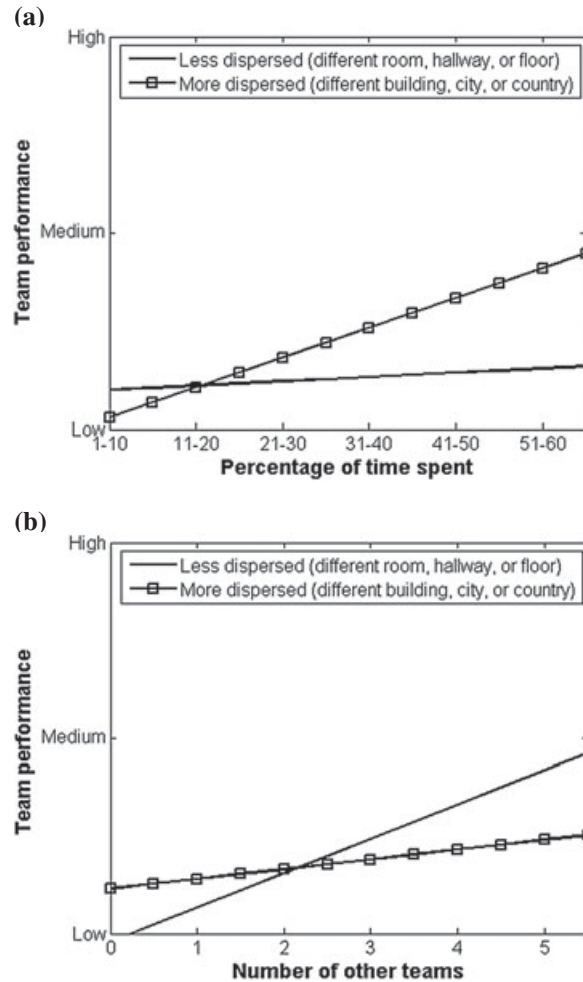 (a)
High
Less dispersed (different room, hallway, or floor)
More dispersed (different building, city, or country)
Medium
Team performance
Low
1-10 11-20 21-30 31-40 41-50 51-60
Percentage of time spent
(b)
High
Less dispersed (different room, hallway, or floor)
More dispersed (different building, city, or country)
Medium
Team performance
Low
0 1 2 3 4 5
Number of other teams